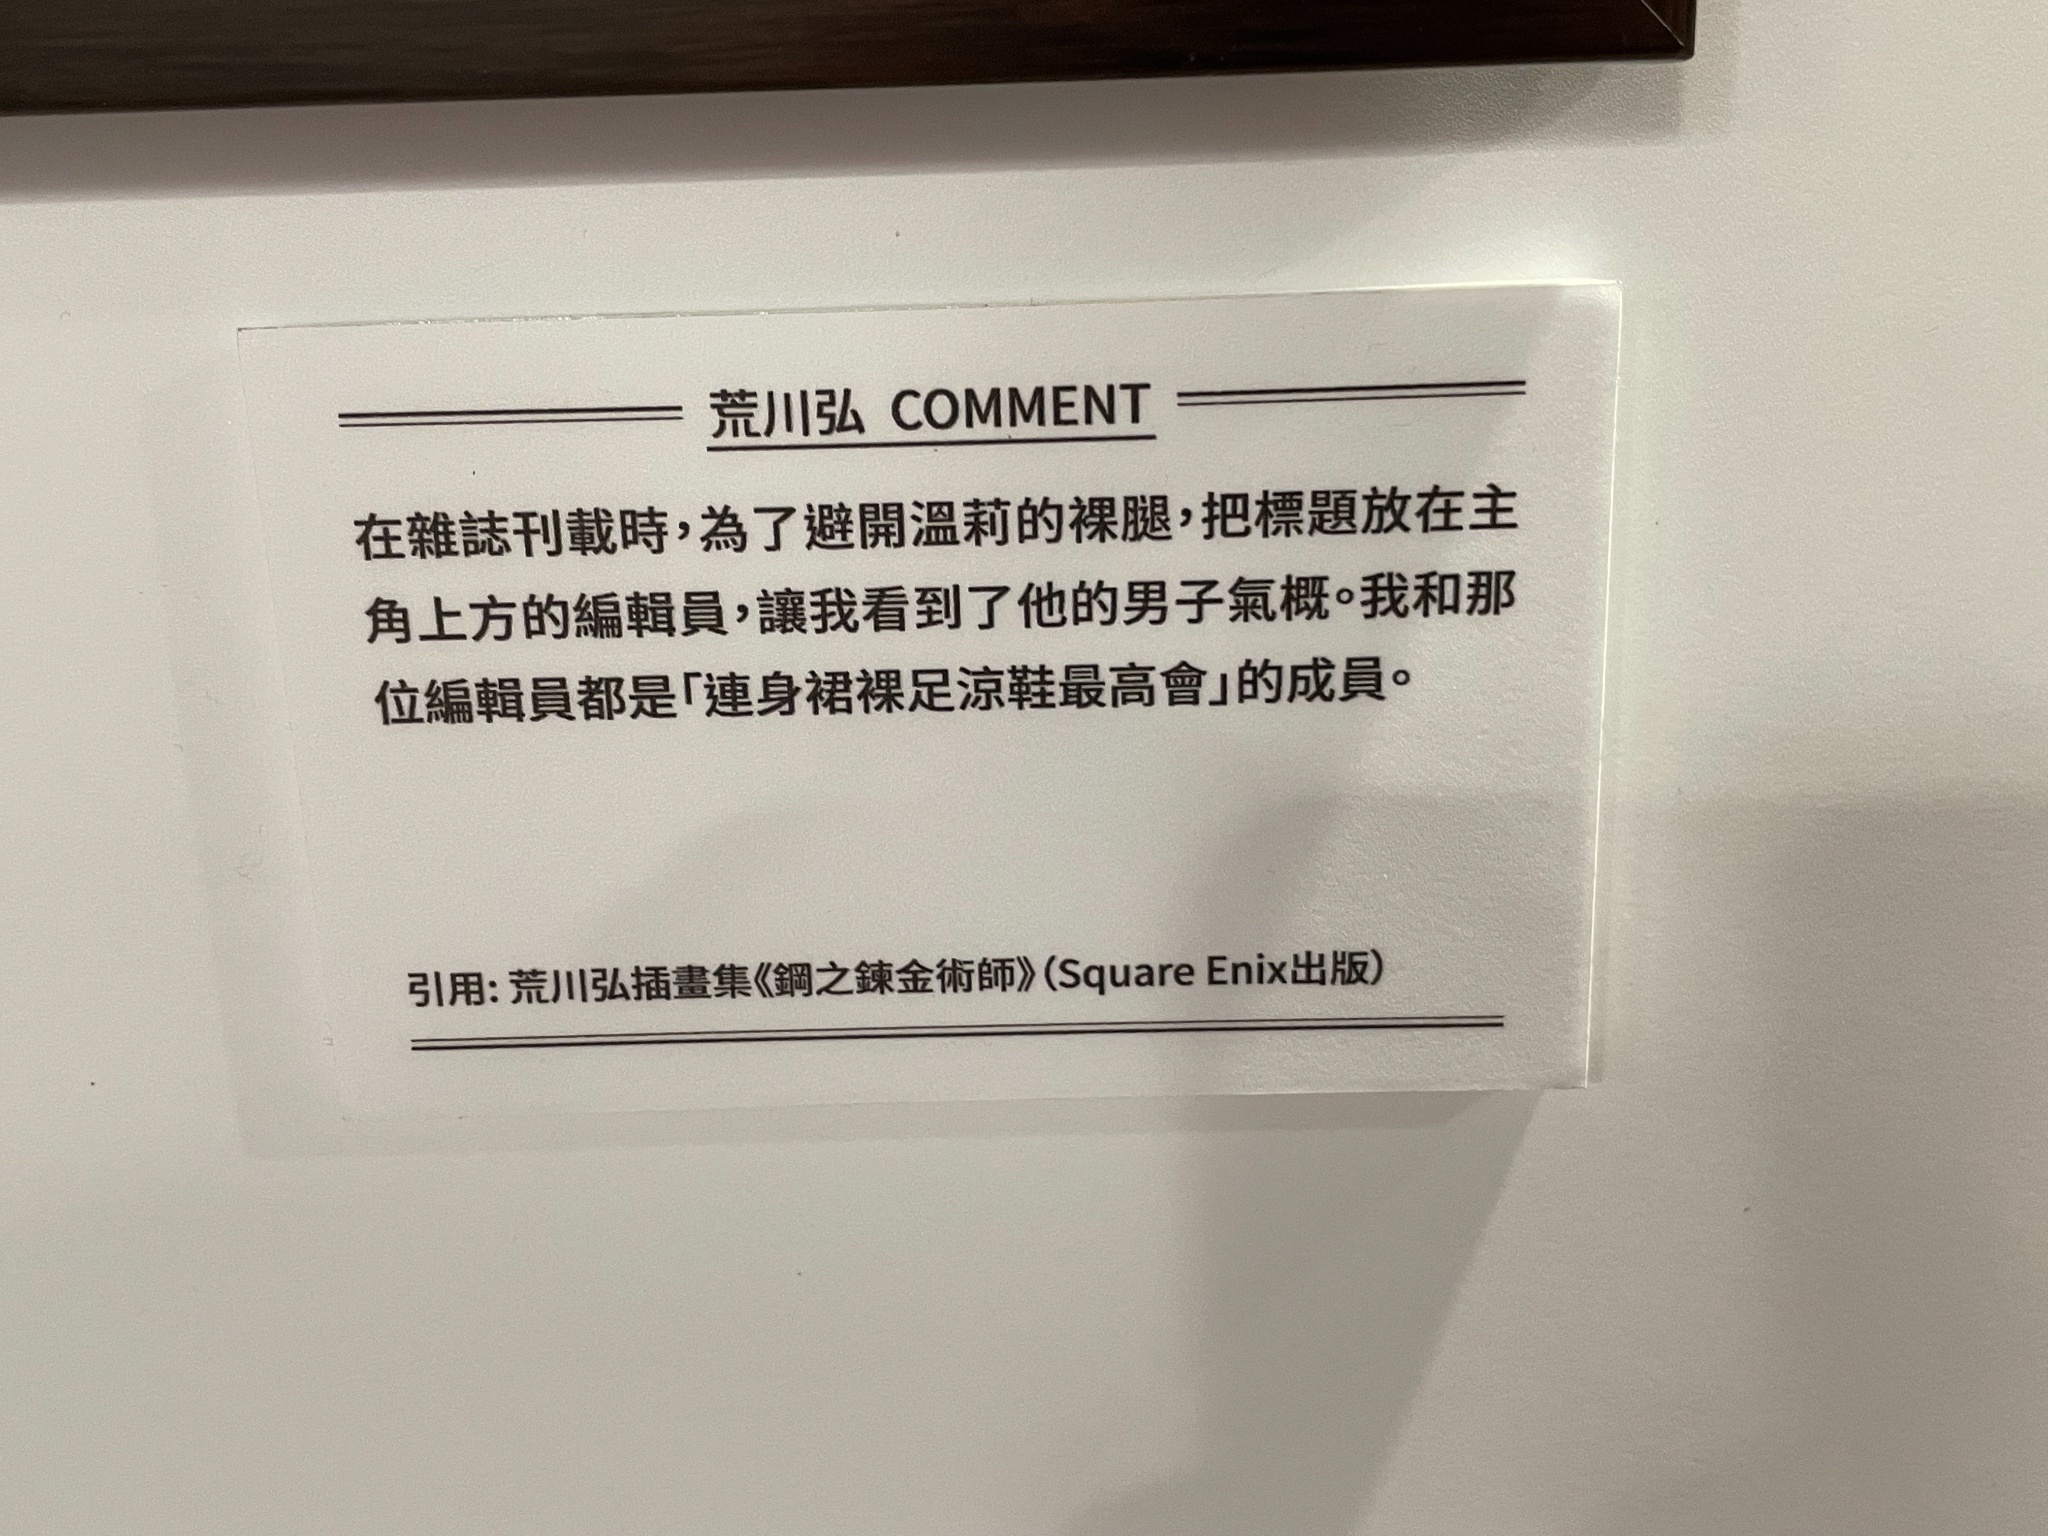 荒川弘 COMMENT
在雜誌刊載時，為了避開溫莉的裸腿，把標題放在主
角上方的編輯員，讓我看到了他的男子氣概。我和那
位編輯員都是「連身裙裸足涼鞋最高會」的成員。
引用: 荒川弘插畫集《鋼之鍊金術師》（Square Enix出版）